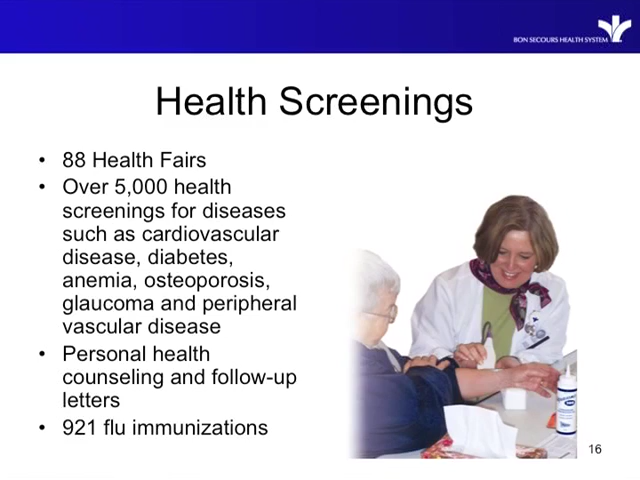 BON SECOURS HEALTH SYSTEM
Health Screenings
• 88 Health Fairs
• Over 5,000 health
screenings for diseases
such as cardiovascular
disease, diabetes,
anemia, osteoporosis,
glaucoma and peripheral
vascular disease
• Personal health
counseling and follow-up
letters
• 921 flu immunizations
16